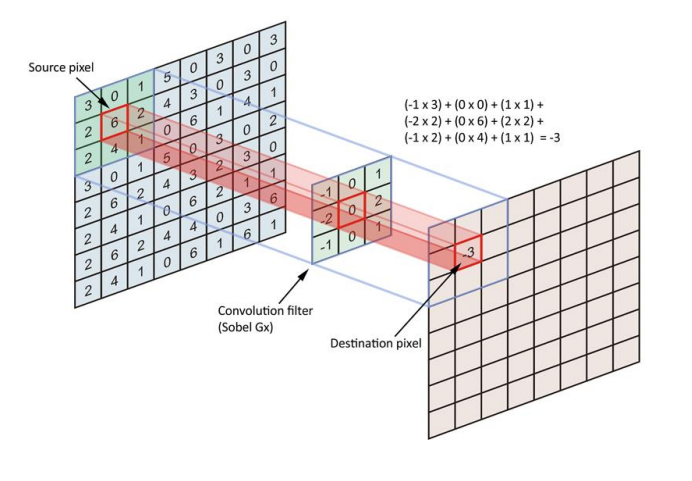 Source pixel
3 0 1 5 0 3 0 3
2 6 2 4 3 0 3 0
2 4 1 0 6 1 4 1
3 0 1 5 0 3 0 2
2 6 2 4 3 2 3 0
2 4 1 0 6 2 1 1
2 6 2 4 4 0 3 6
2 4 1 0 6 1 6 1
(-1 x 3) + (0 x 0) + (1 x 1) +
(-2 x 2) + (0 x 6) + (2 x 2) +
(-1 x 2) + (0 x 4) + (1 x 1) = -3
-1 0 1
-2 0 2
-1 0 1
Convolution filter
(Sobel Gx)
-3
Destination pixel